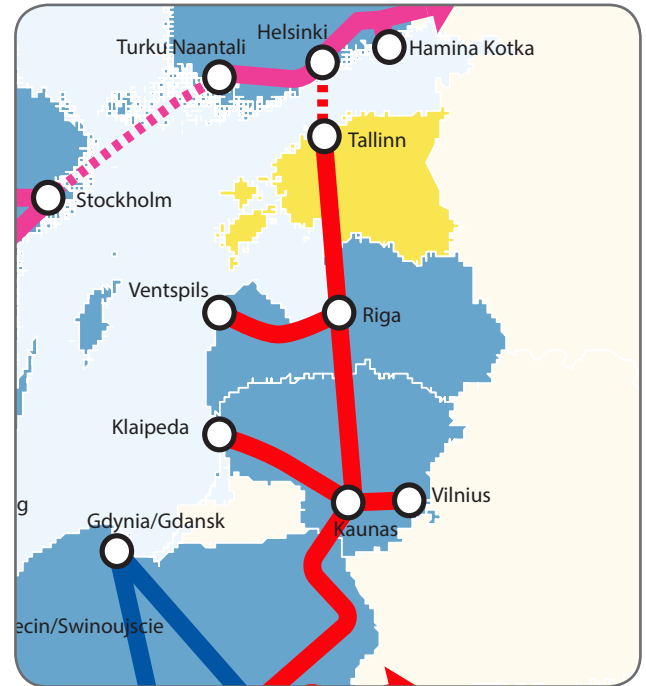 Helsinki
Turku Naantali
Hamina Kotka
Tallinn
Stockholm
Ventspils
Riga
Klaipeda
Vilnius
g
Gdynia/Gdansk
Kaunas
ecin/Swinoujscie